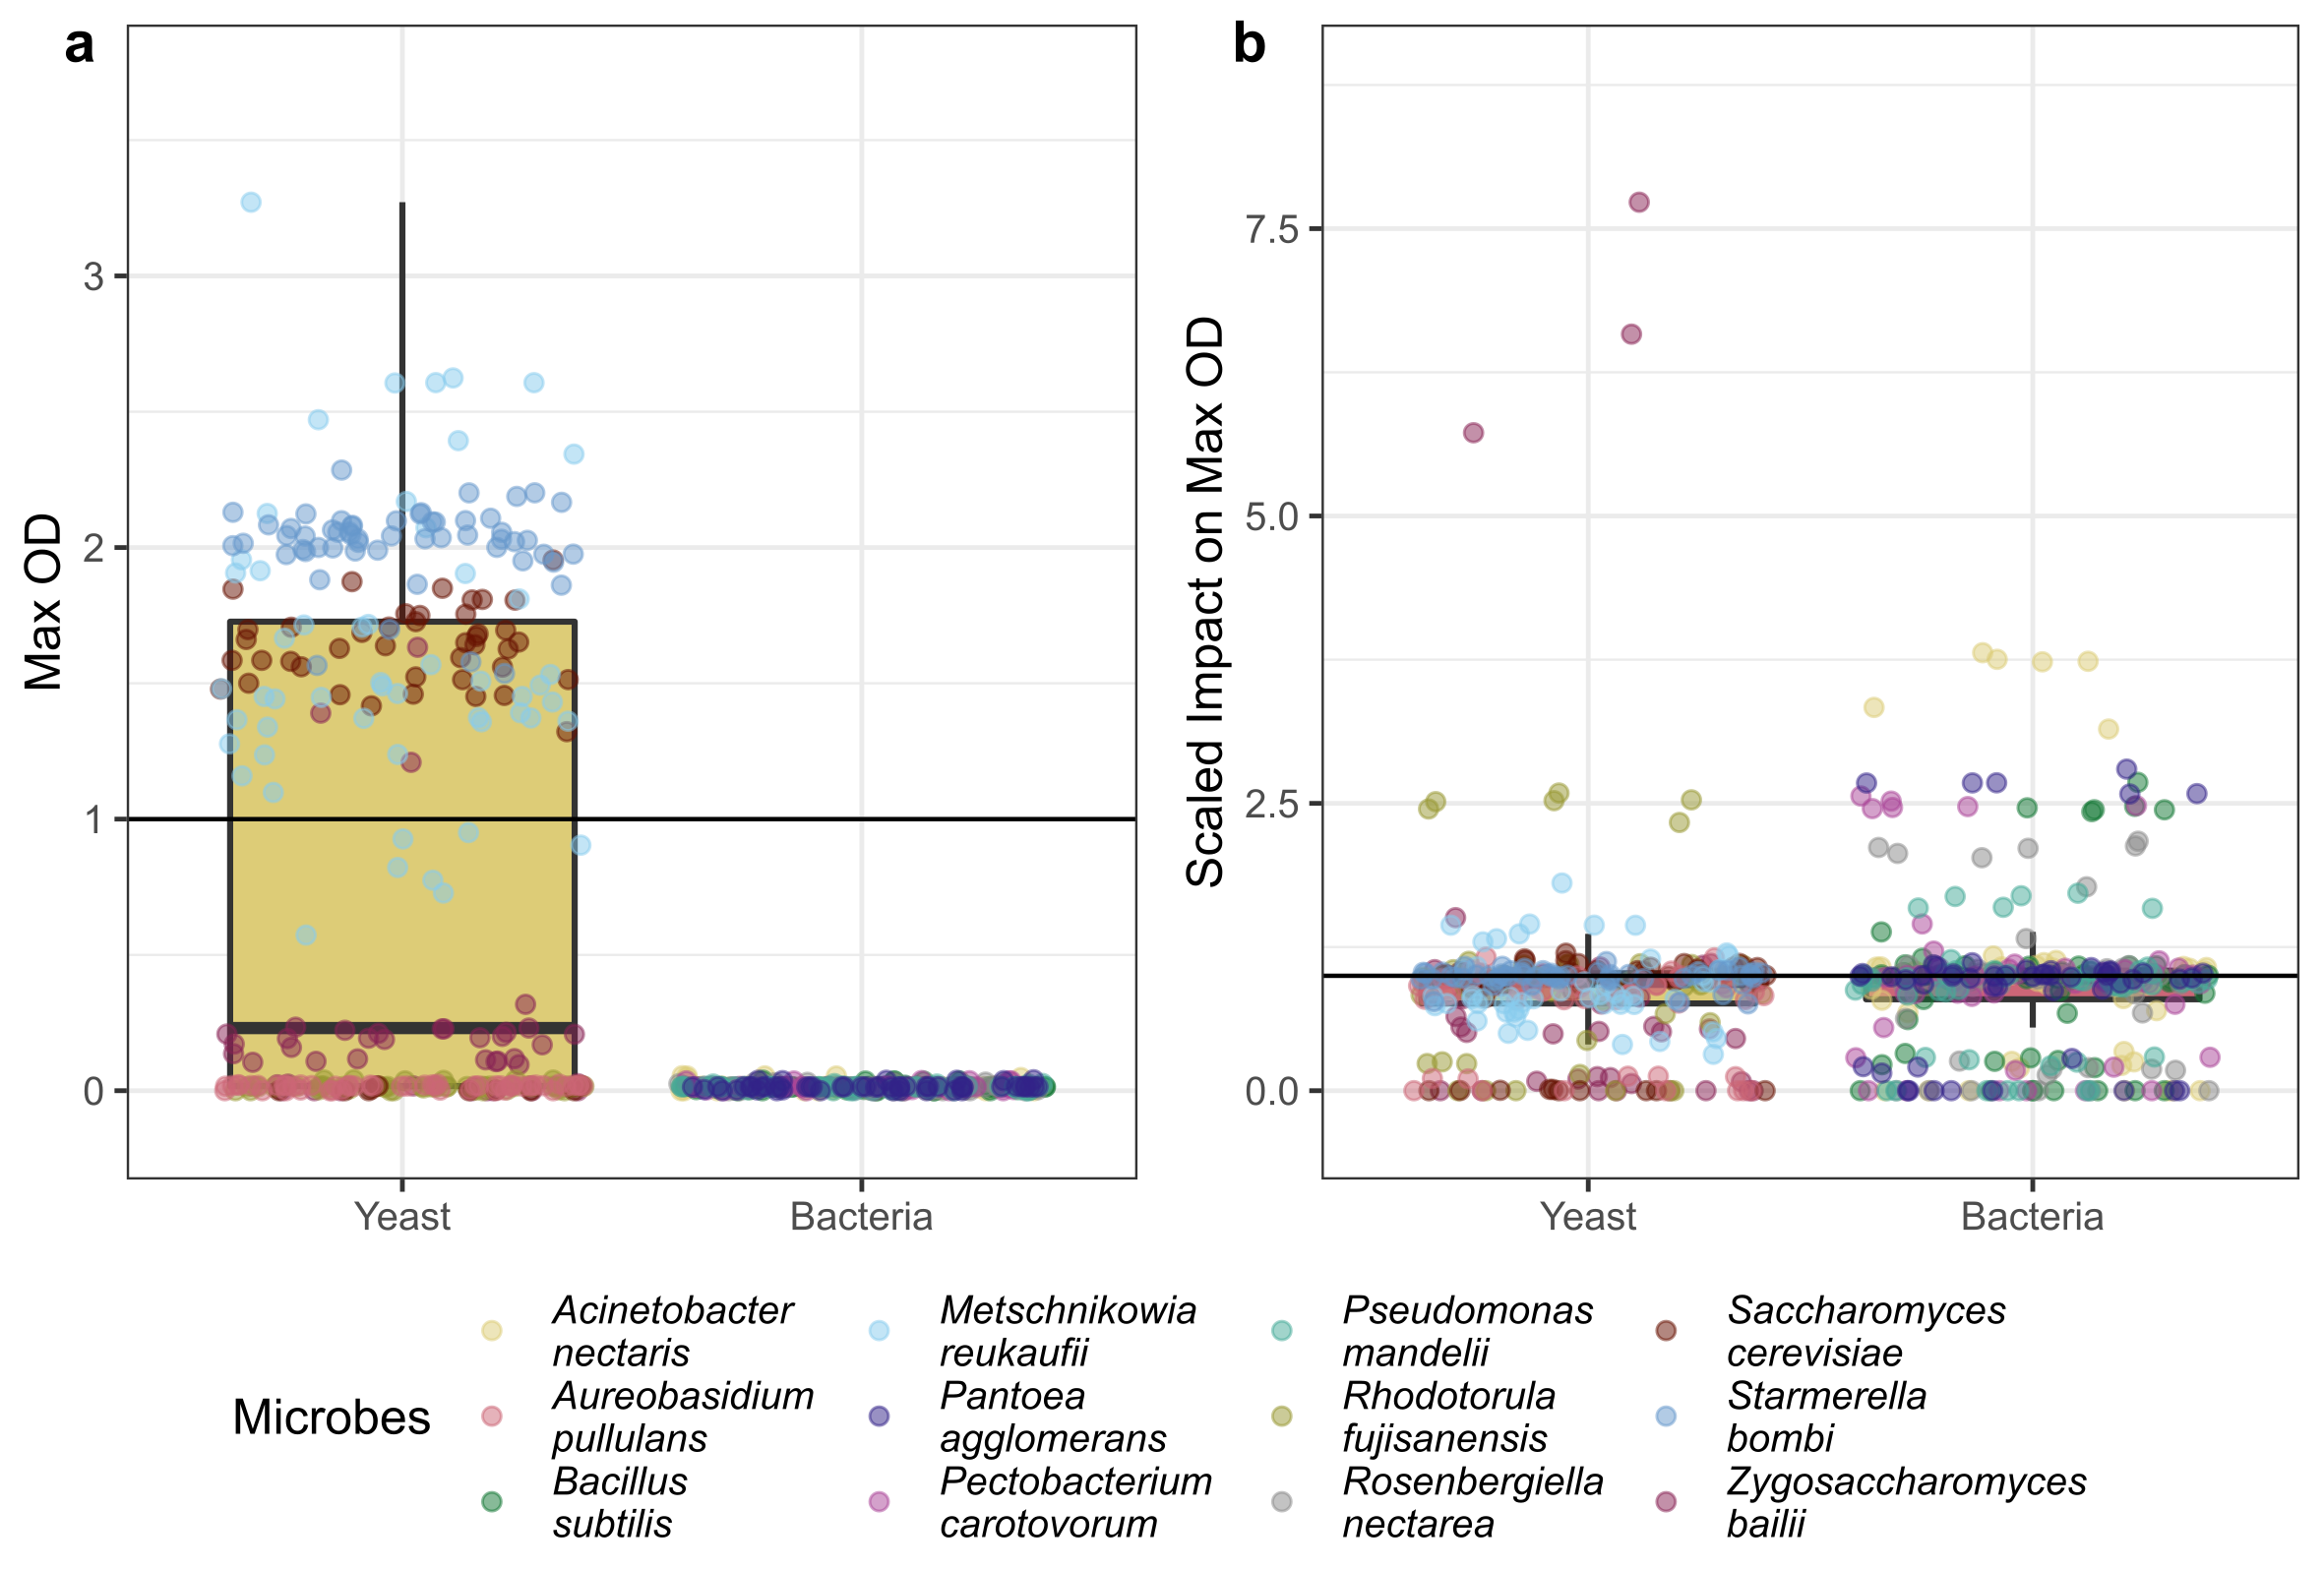 a
b
Max OD
3
2
1
0
Yeast
Bacteria
Scaled Impact on Max OD
7.5
5.0
2.5
0.0
Yeast
Bacteria
Microbes
Acinetobacter
nectaris
Aureobasidium
pullulans
Bacillus
subtilis
Metschnikowia
reukaufii
Pantoea
agglomerans
Pectobacterium
carotovorum
Pseudomonas
mandelii
Rhodotorula
fujisanensis
Rosenbergiella
nectarea
Saccharomyces
cerevisiae
Starmerella
bombi
Zygosaccharomyces
bailii